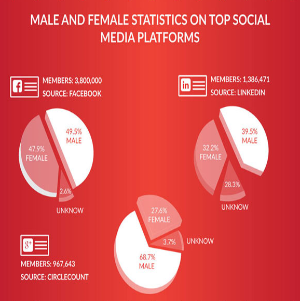 MALE AND FEMALE STATISTICS ON TOP SOCIAL
MEDIA PLATFORMS
MEMBERS: 3,800,000
SOURCE: FACEBOOK
49.5%
MALE
47.9%
FEMALE
2.6%
UNKNOW
MEMBERS: 1,386,471
SOURCE: LINKEDIN
39.5%
MALE
32.2%
FEMALE
28.3%
UNKNOW
MEMBERS: 967,643
SOURCE: CIRCLECOUNT
27.6%
FEMALE
3.7%
UNKNOW
68.7%
MALE